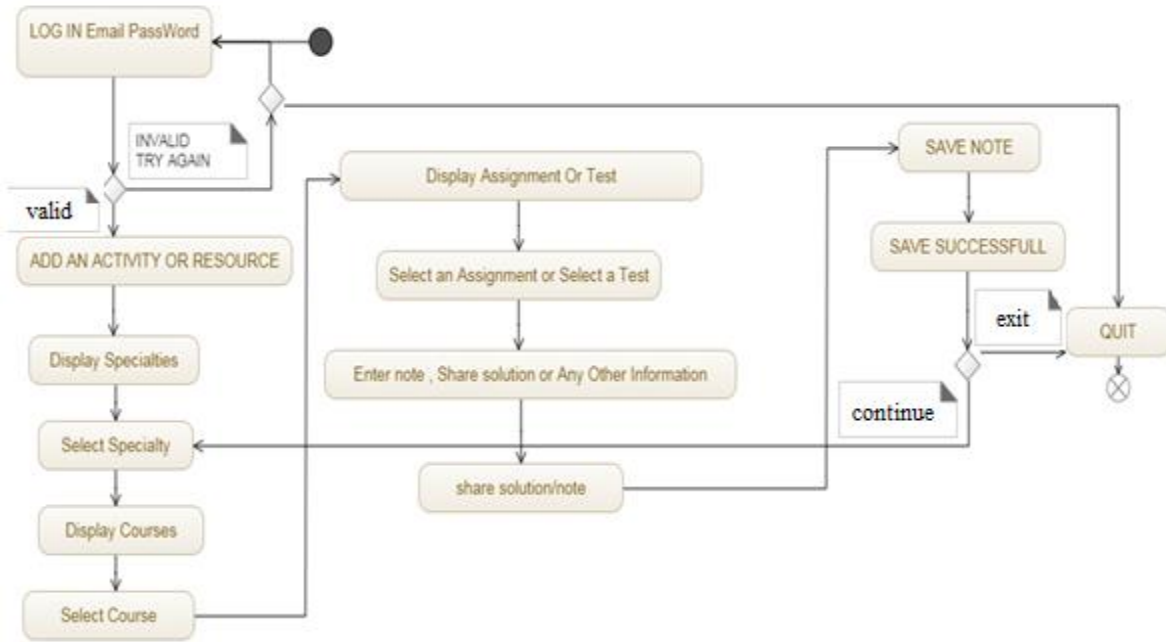 LOG IN Email PassWord
INVALID
TRY AGAIN
valid
ADD AN ACTIVITY OR RESOURCE
Display Specialties
Select Specialty
Display Courses
Select Course
Display Assignment Or Test
Select an Assignment or Select a Test
Enter note , Share solution or Any Other Information
share solution/note
SAVE NOTE
SAVE SUCCESSFULL
exit
continue
QUIT